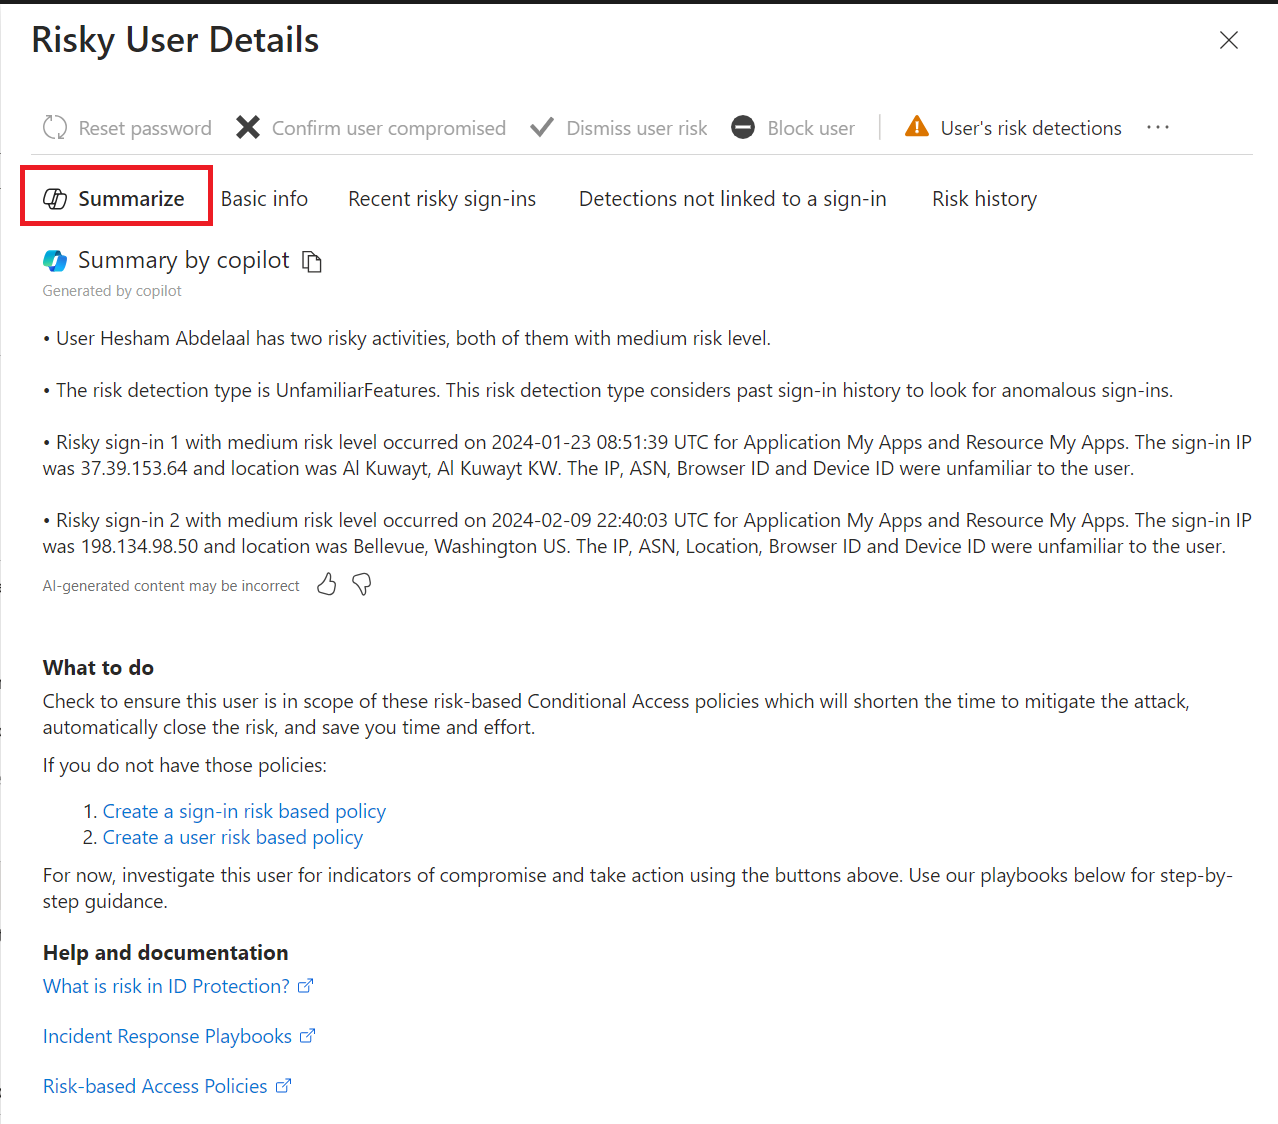 Risky User Details
Reset password Confirm user compromised Dismiss user risk Block user User's risk detections ...
Summarize Basic info Recent risky sign-ins Detections not linked to a sign-in Risk history
Summary by copilot
Generated by copilot
• User Hesham Abdelaal has two risky activities, both of them with medium risk level.
• The risk detection type is UnfamiliarFeatures. This risk detection type considers past sign-in history to look for anomalous sign-ins.
• Risky sign-in 1 with medium risk level occurred on 2024-01-23 08:51:39 UTC for Application My Apps and Resource My Apps. The sign-in IP
was 37.39.153.64 and location was Al Kuwayt, Al Kuwayt KW. The IP, ASN, Browser ID and Device ID were unfamiliar to the user.
• Risky sign-in 2 with medium risk level occurred on 2024-02-09 22:40:03 UTC for Application My Apps and Resource My Apps. The sign-in IP
was 198.134.98.50 and location was Bellevue, Washington US. The IP, ASN, Location, Browser ID and Device ID were unfamiliar to the user.
AI-generated content may be incorrect
What to do
Check to ensure this user is in scope of these risk-based Conditional Access policies which will shorten the time to mitigate the attack,
automatically close the risk, and save you time and effort.
If you do not have those policies:
1. Create a sign-in risk based policy
2. Create a user risk based policy
For now, investigate this user for indicators of compromise and take action using the buttons above. Use our playbooks below for step-by-
step guidance.
Help and documentation
What is risk in ID Protection?
Incident Response Playbooks
Risk-based Access Policies